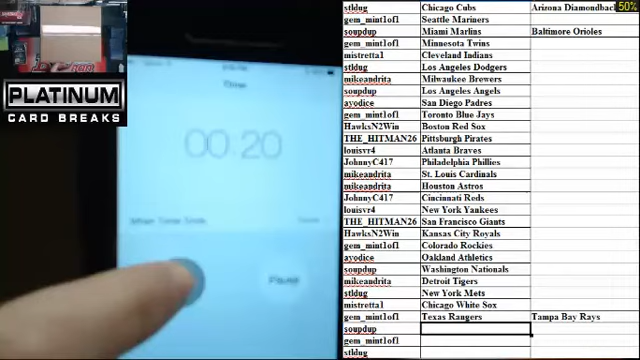 PLATINUM
CARD BREAKS
00:20
Pause
50%
stldug Chicago Cubs Arizona Diamondback
gem_mint1of1 Seattle Mariners
soupdup Miami Marlins Baltimore Orioles
gem_mint1of1 Minnesota Twins
mistretta1 Cleveland Indians
stldug Los Angeles Dodgers
mikeandrita Milwaukee Brewers
soupdup Los Angeles Angels
ayodice San Diego Padres
gem_mint1of1 Toronto Blue Jays
HawksN2Win Boston Red Sox
THE_HITMAN26 Pittsburgh Pirates
louisvr4 Atlanta Braves
JohnnyC417 Philadelphia Phillies
mikeandrita St. Louis Cardinals
mikeandrita Houston Astros
JohnnyC417 Cincinnati Reds
louisvr4 New York Yankees
THE_HITMAN26 San Francisco Giants
HawksN2Win Kansas City Royals
gem_mint1of1 Colorado Rockies
ayodice Oakland Athletics
soupdup Washington Nationals
mikeandrita Detroit Tigers
stldug New York Mets
mistretta1 Chicago White Sox
gem_mint1of1 Texas Rangers Tampa Bay Rays
soupdup
gem_mint1of1
stldug